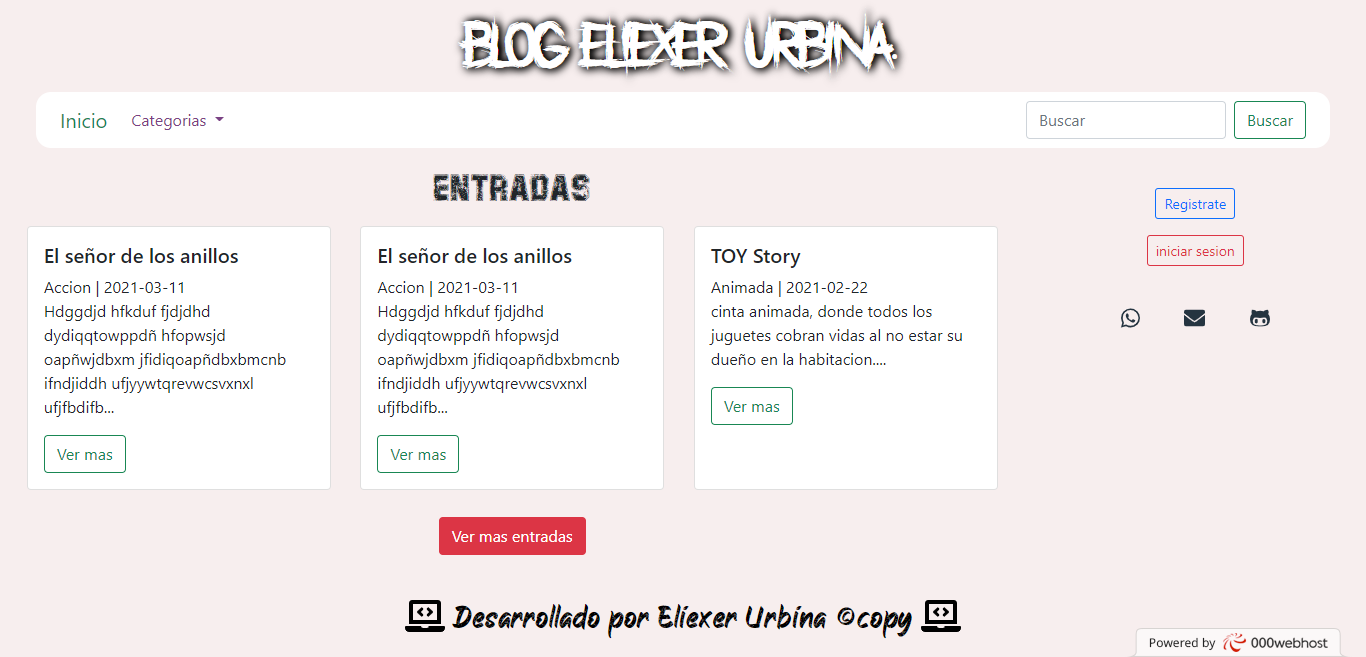 BLOG ELIEXER URBINA.
Inicio Categorias Buscar Buscar
ENTRADAS
Registrate
iniciar sesion
El señor de los anillos
Accion | 2021-03-11
Hdggdjd hfkduf fjdjdhd
dydiqqtowppdñ hfopwsjd
oapñwjdbxm jfidiqoapñdbxbmcnb
ifndjiddh ufjyywtqrevwcsvxnxl
ufjfbdifb...
Ver mas
El señor de los anillos
Accion | 2021-03-11
Hdggdjd hfkduf fjdjdhd
dydiqqtowppdñ hfopwsjd
oapñwjdbxm jfidiqoapñdbxbmcnb
ifndjiddh ufjyywtqrevwcsvxnxl
ufjfbdifb...
Ver mas
TOY Story
Animada | 2021-02-22
cinta animada, donde todos los
juguetes cobran vidas al no estar su
dueño en la habitacion....
Ver mas
Ver mas entradas
Desarrollado por Eliexer Urbina ©copy
Powered by 000webhost